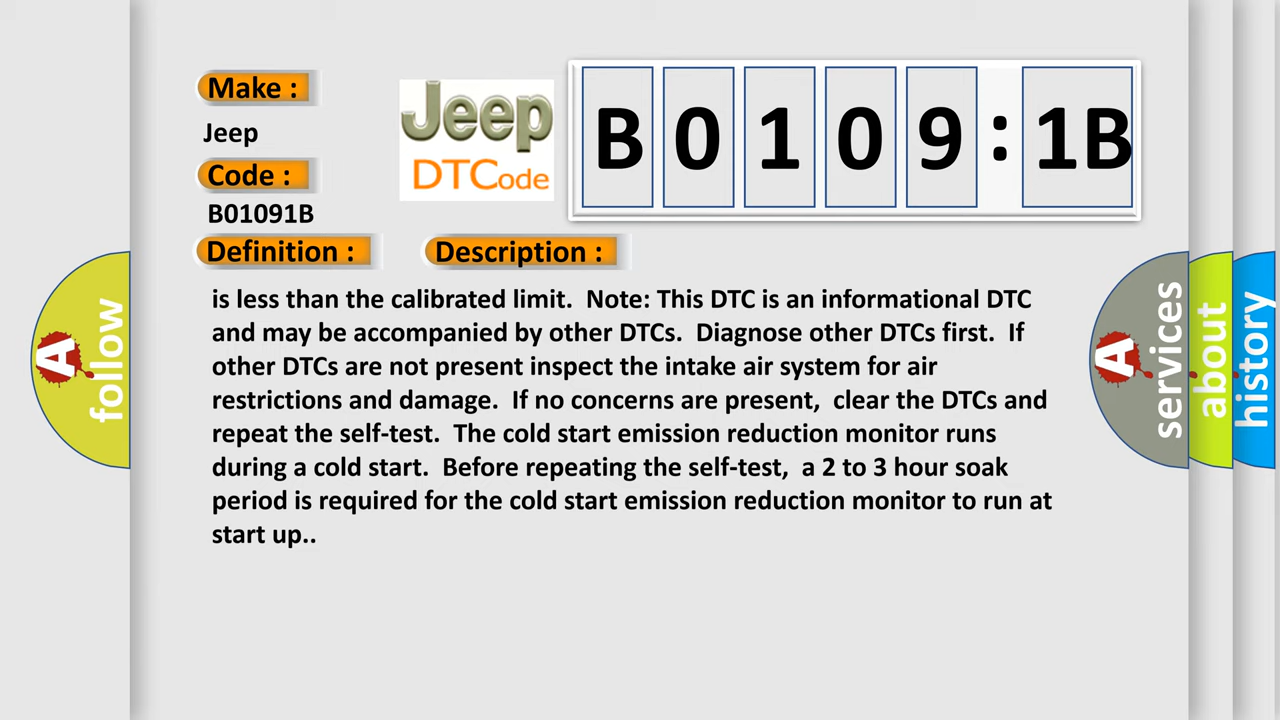 Make :
Jeep
Code :
B01091B
Jeep
DTCode
B0109:1B
Definition :
Description :
is less than the calibrated limit. Note: This DTC is an informational DTC
and may be accompanied by other DTCs. Diagnose other DTCs first. If
other DTCs are not present inspect the intake air system for air
restrictions and damage. If no concerns are present, clear the DTCs and
repeat the self-test. The cold start emission reduction monitor runs
during a cold start. Before repeating the self-test, a 2 to 3 hour soak
period is required for the cold start emission reduction monitor to run at
start up..
A
follow
A
services
about
history